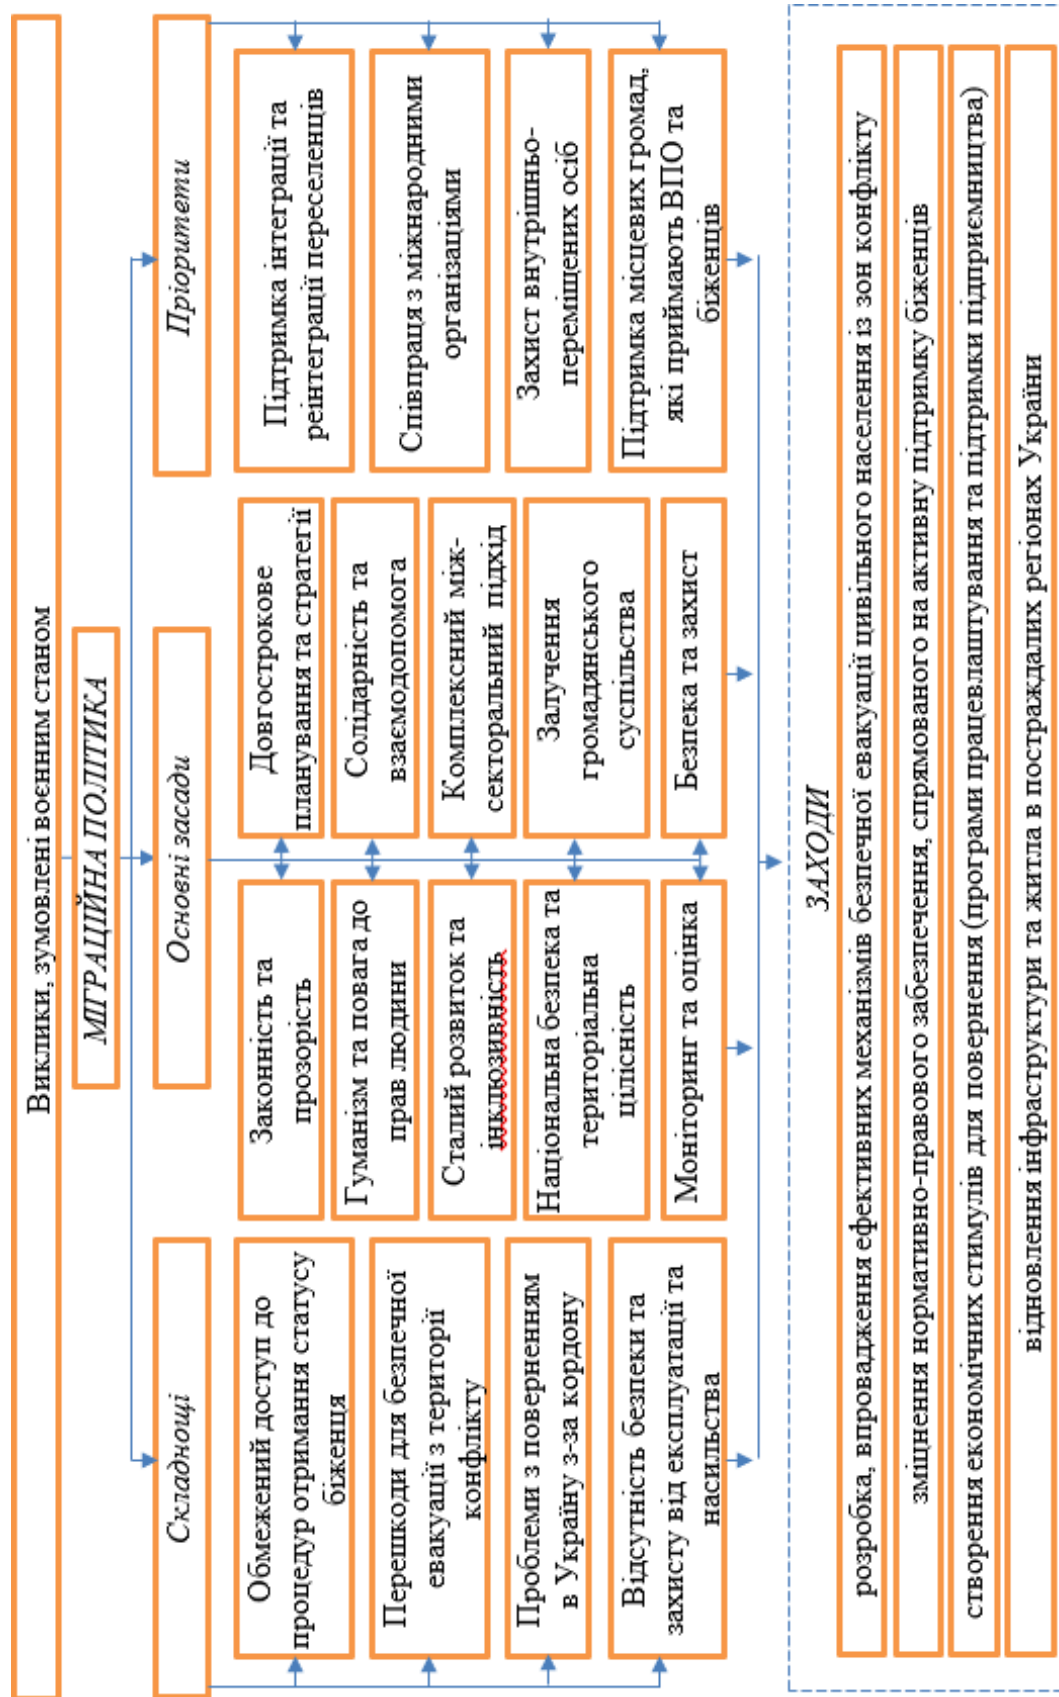 Виклики, зумовлені воєнним станом
МІГРАЦІЙНА ПОЛІТИКА
Складнощі
Основні засади
Пріоритети
Обмежений доступ до
процедур отримання статусу
біженця
Перешкоди для безпечної
евакуації з території
конфлікту
Проблеми з поверненням
в Україну з-за кордону
Відсутність безпеки та
захисту від експлуатації та
насильства
Законність та
прозорість
Гуманізм та повага до
прав людини
Сталий розвиток та
інклюзивність
Національна безпека та
територіальна
цілісність
Моніторинг та оцінка
Довгострокове
планування та стратегії
Солідарність та
взаємодопомога
Комплексний між-
секторальний підхід
Залучення
громадянського
суспільства
Безпека та захист
Підтримка інтеграції та
реінтеграції переселенців
Співпраця з міжнародними
організаціями
Захист внутрішньо-
переміщених осіб
Підтримка місцевих громад,
які приймають ВПО та
біженців
ЗАХОДИ
розробка, впровадження ефективних механізмів безпечної евакуації цивільного населення із зон конфлікту
зміцнення нормативно-правового забезпечення, спрямованого на активну підтримку біженців
створення економічних стимулів для повернення (програми працевлаштування та підтримки підприємництва)
відновлення інфраструктури та житла в постраждалих регіонах України